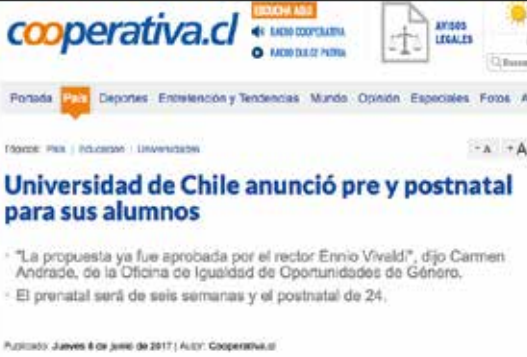 cooperativa.cl
ESCUCHA AQUÍ
RADIO COOPERATIVA
AVISOS
LEGALES
Portada País Deportes Entretención y Tendencias Mundo Opinión Especiales Fotos
Tópicos: País | Educación | Universidades
- A + A
Universidad de Chile anunció pre y postnatal
para sus alumnos
"La propuesta ya fue aprobada por el rector Ennio Vivaldi", dijo Carmen
Andrade, de la Oficina de Igualdad de Oportunidades de Género.
El prenatal será de seis semanas y el postnatal de 24.
Publicado: Jueves 8 de junio de 2017 | Autor: Cooperativa.cl